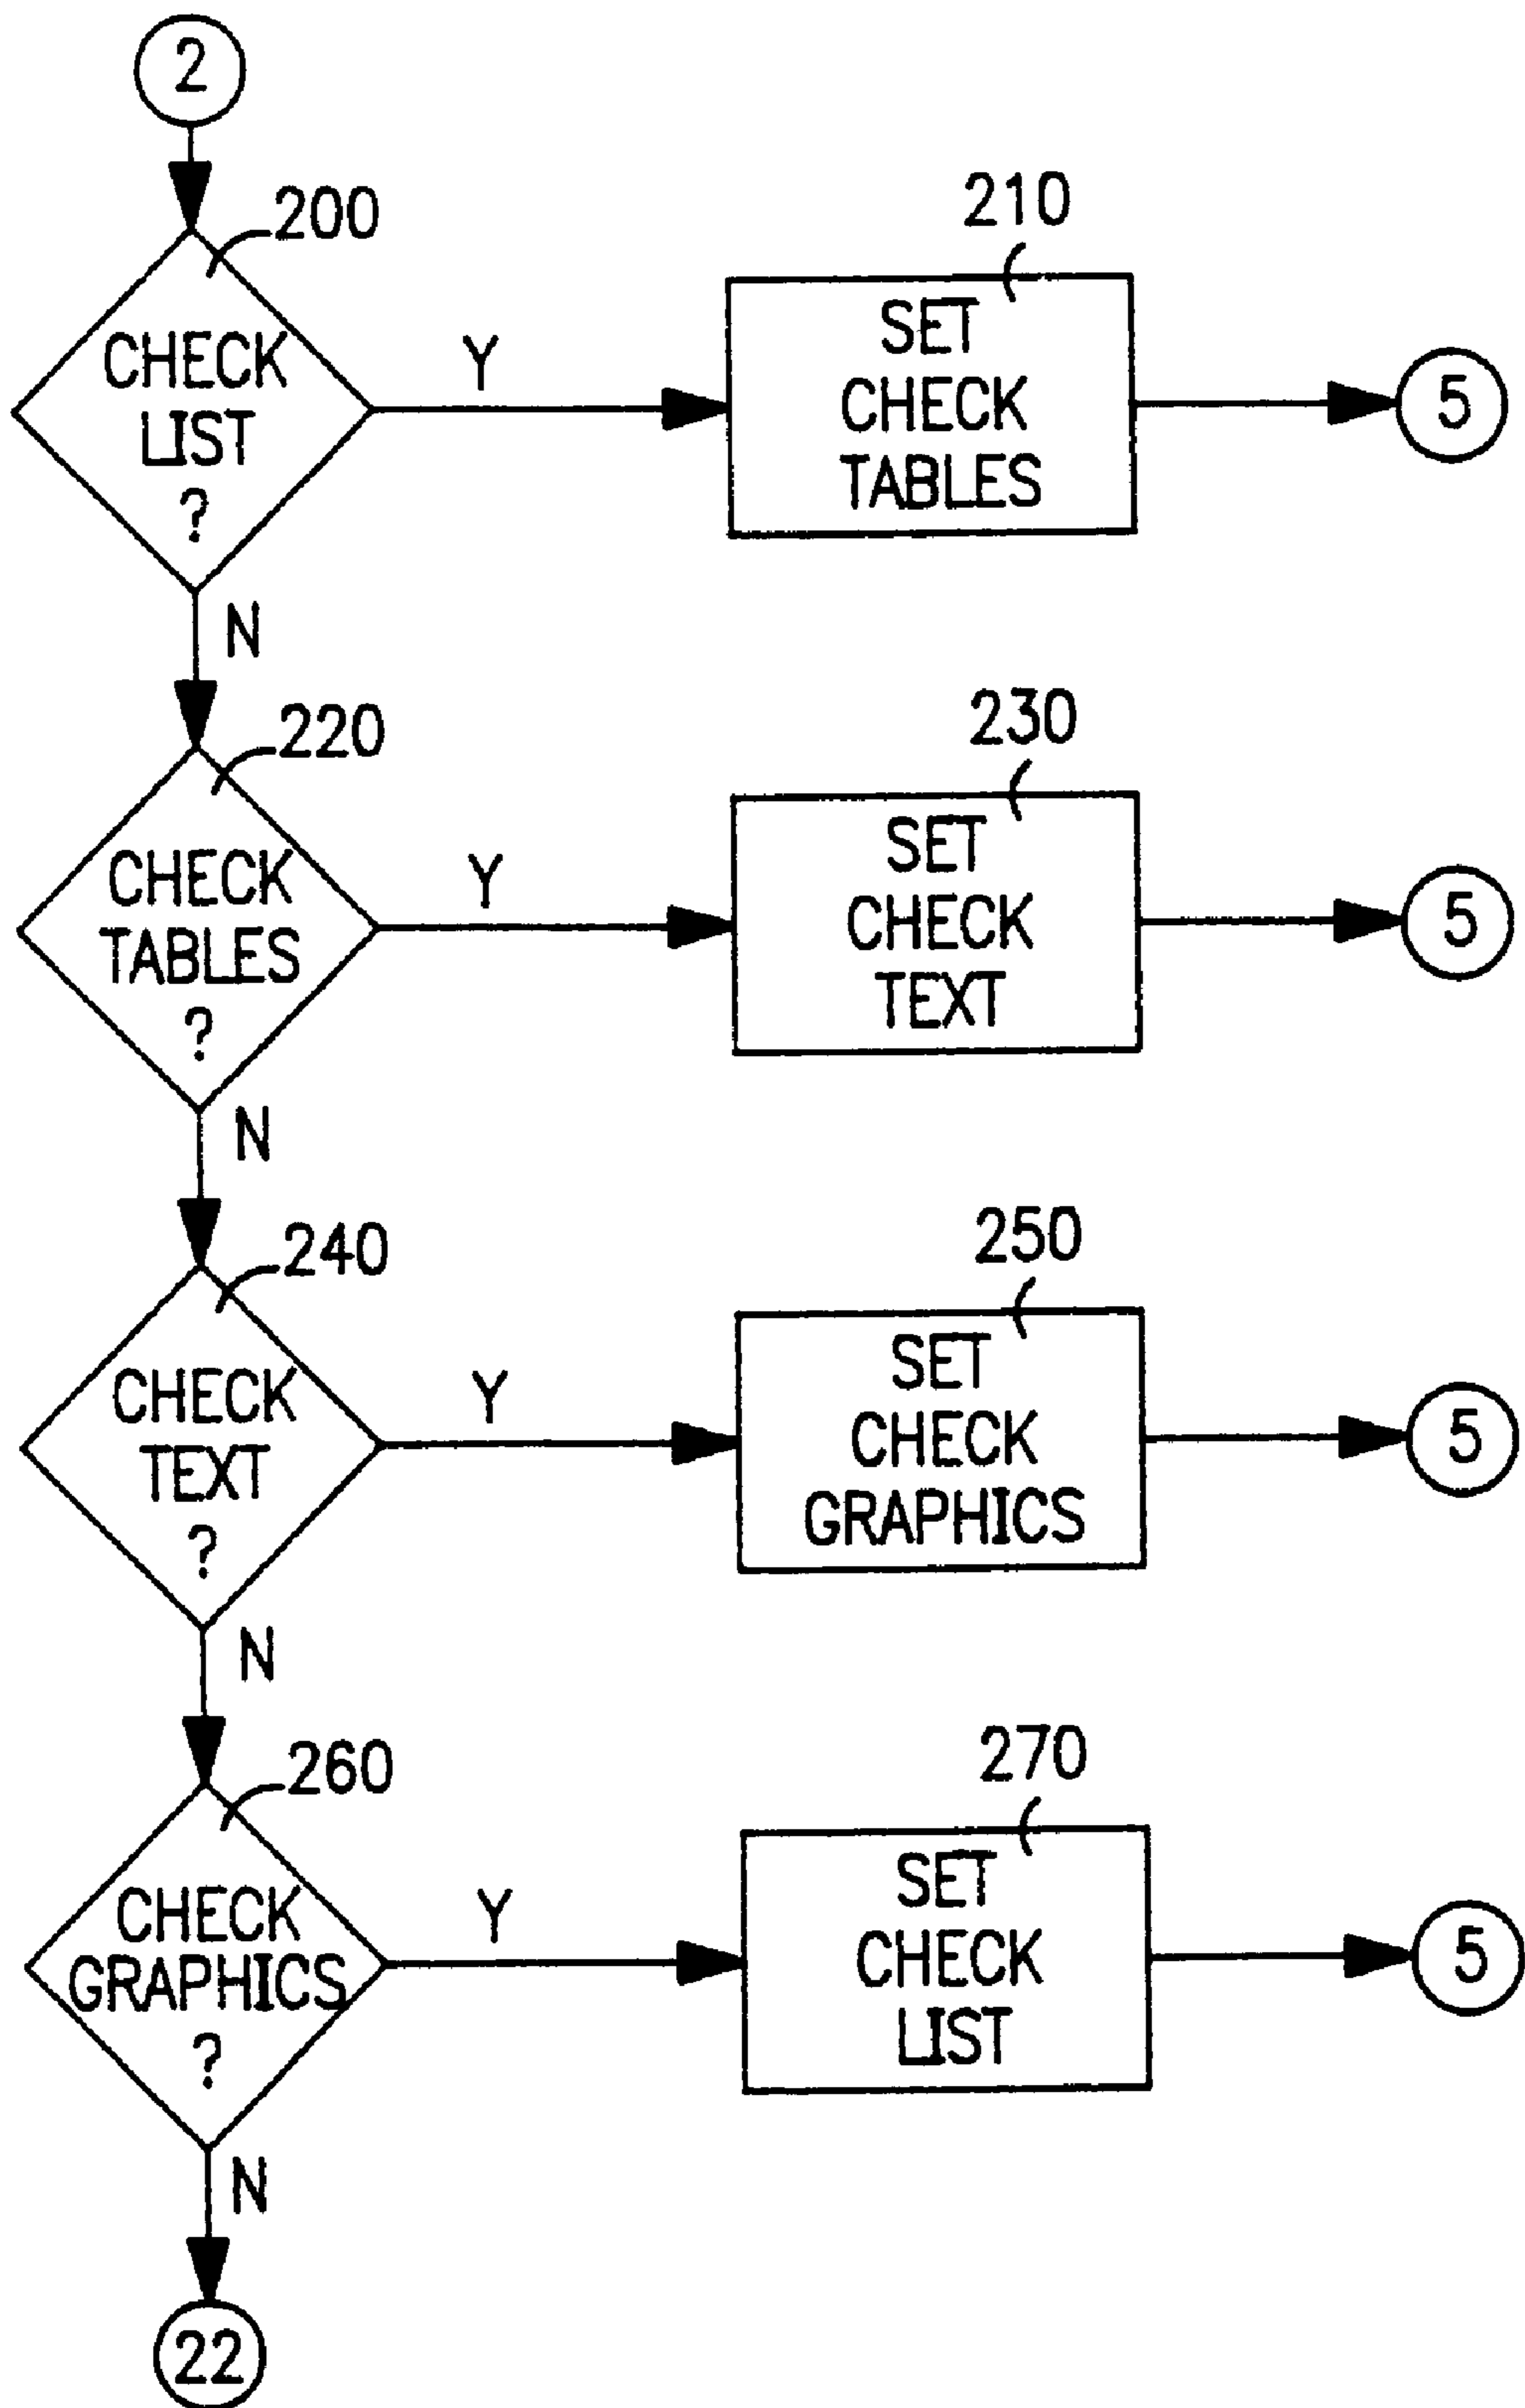 2
200
CHECK
LIST
?
Y
210
SET
CHECK
TABLES
5
N
220
CHECK
TABLES
?
Y
230
SET
CHECK
TEXT
5
N
240
CHECK
TEXT
?
Y
250
SET
CHECK
GRAPHICS
5
N
260
CHECK
GRAPHICS
?
Y
270
SET
CHECK
LIST
5
N
22